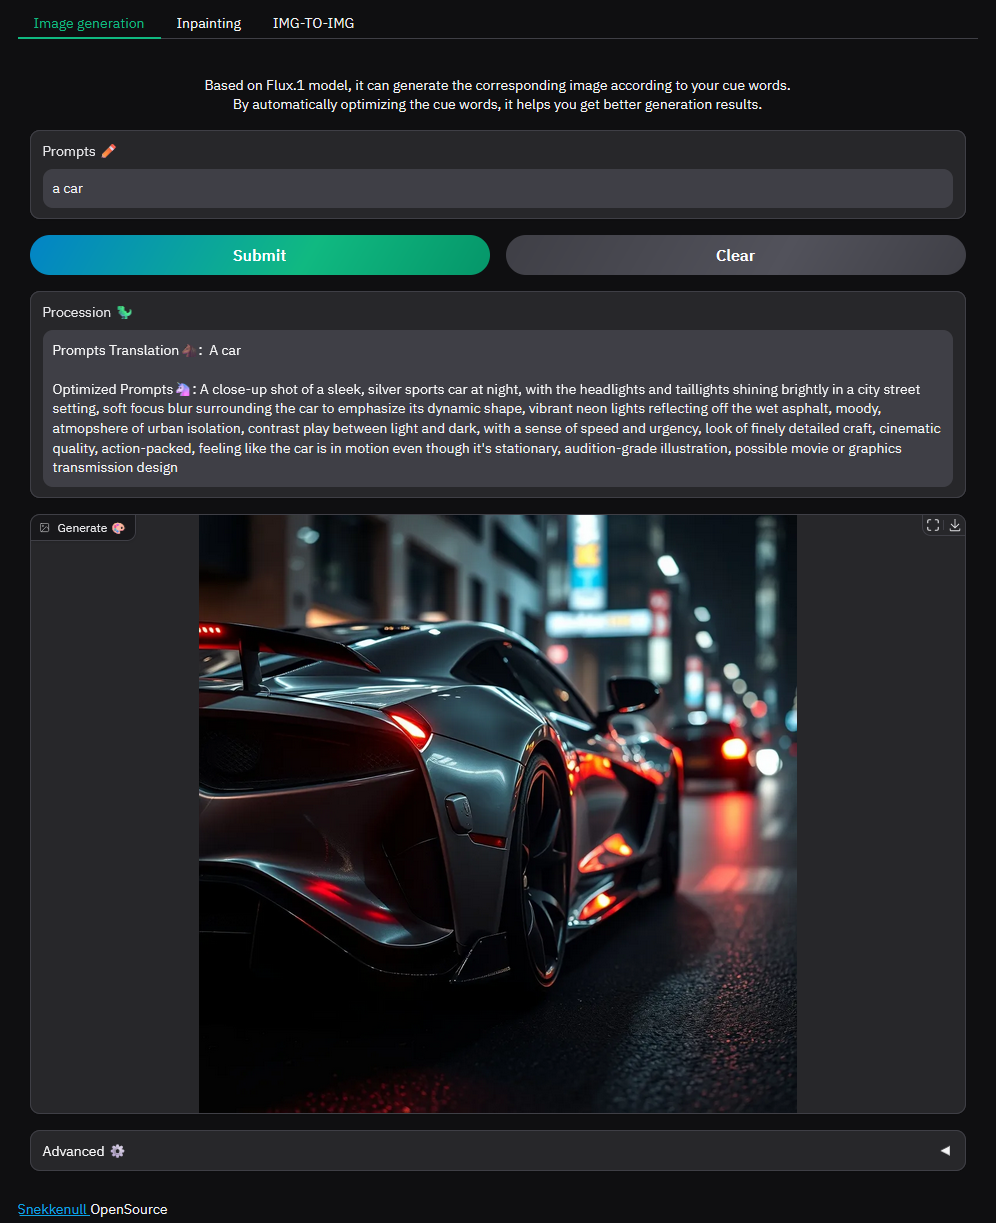 Image generation Inpainting IMG-TO-IMG
Based on Flux.1 model, it can generate the corresponding image according to your cue words.
By automatically optimizing the cue words, it helps you get better generation results.
Prompts
a car
Submit Clear
Procession
Prompts Translation: A car
Optimized Prompts: A close-up shot of a sleek, silver sports car at night, with the headlights and taillights shining brightly in a city street
setting, soft focus blur surrounding the car to emphasize its dynamic shape, vibrant neon lights reflecting off the wet asphalt, moody,
atmopshere of urban isolation, contrast play between light and dark, with a sense of speed and urgency, look of finely detailed craft, cinematic
quality, action-packed, feeling like the car is in motion even though it's stationary, audition-grade illustration, possible movie or graphics
transmission design
Generate
Advanced
Snekkenull OpenSource